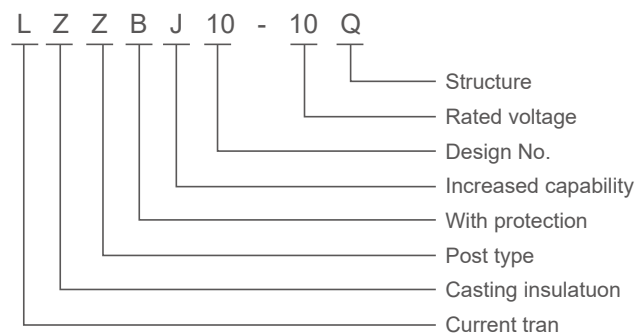 L Z Z B J 10 - 10 Q
Structure
Rated voltage
Design No.
Increased capability
With protection
Post type
Casting insulatuon
Current tran